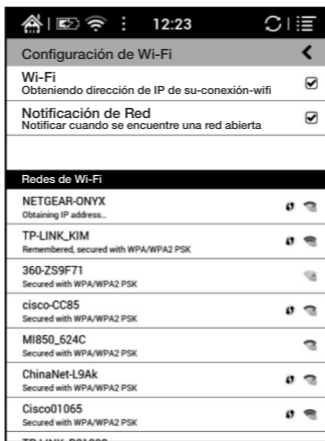 12:23
Configuración de Wi-Fi
Wi-Fi
Obteniendo dirección de IP de su-conexión-wifi
Notificación de Red
Notificar cuando se encuentre una red abierta
Redes de Wi-Fi
NETGEAR-ONYX
Obtaining IP address...
TP-LINK_KIM
Remembered, secured with WPA/WPA2 PSK
360-ZS9F71
Secured with WPA/WPA2 PSK
cisco-CC85
Secured with WPA/WPA2 PSK
MI850_624C
Secured with WPA/WPA2 PSK
ChinaNet-L9Ak
Secured with WPA/WPA2 PSK
Cisco01065
Secured with WPA/WPA2 PSK